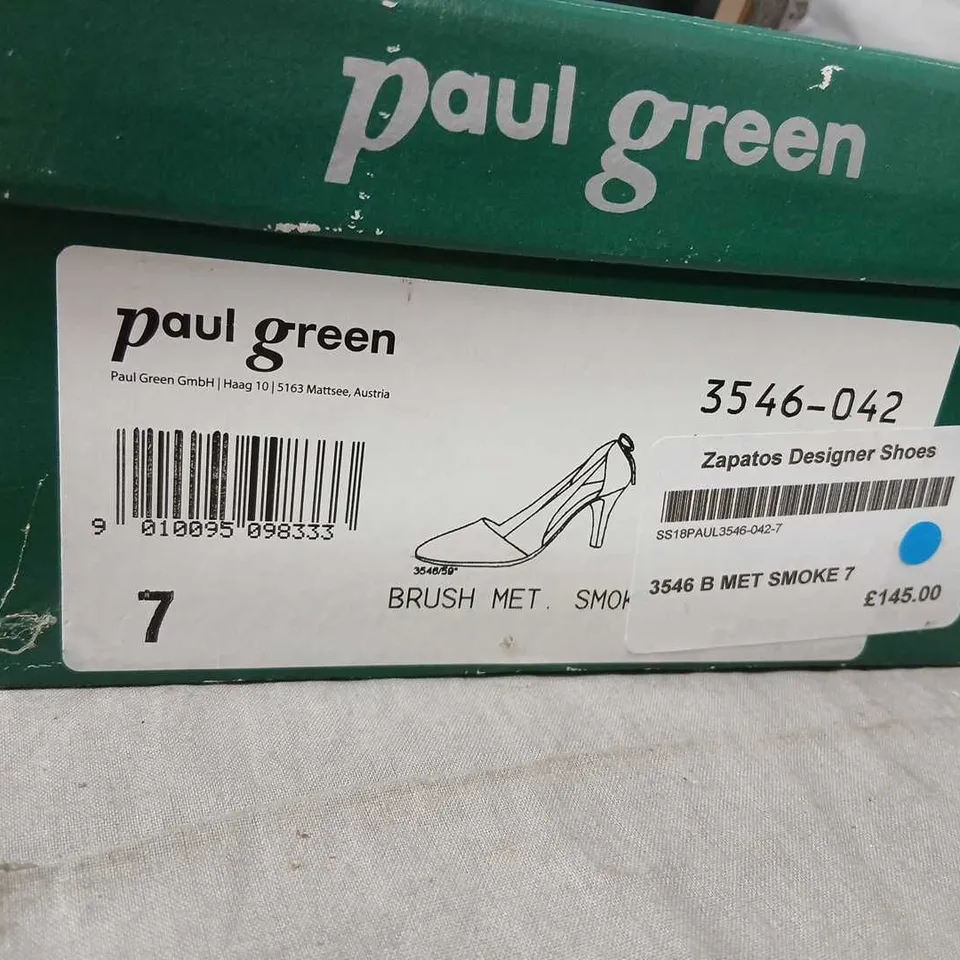 paul green
paul green
Paul Green GmbH | Haag 10 | 5163 Mattsee, Austria
3546-042
9 010095 098333
3546/59"
7
BRUSH MET. SMOK
Zapatos Designer Shoes
SS18PAUL3546-042-7
3546 B MET SMOKE 7
£145.00